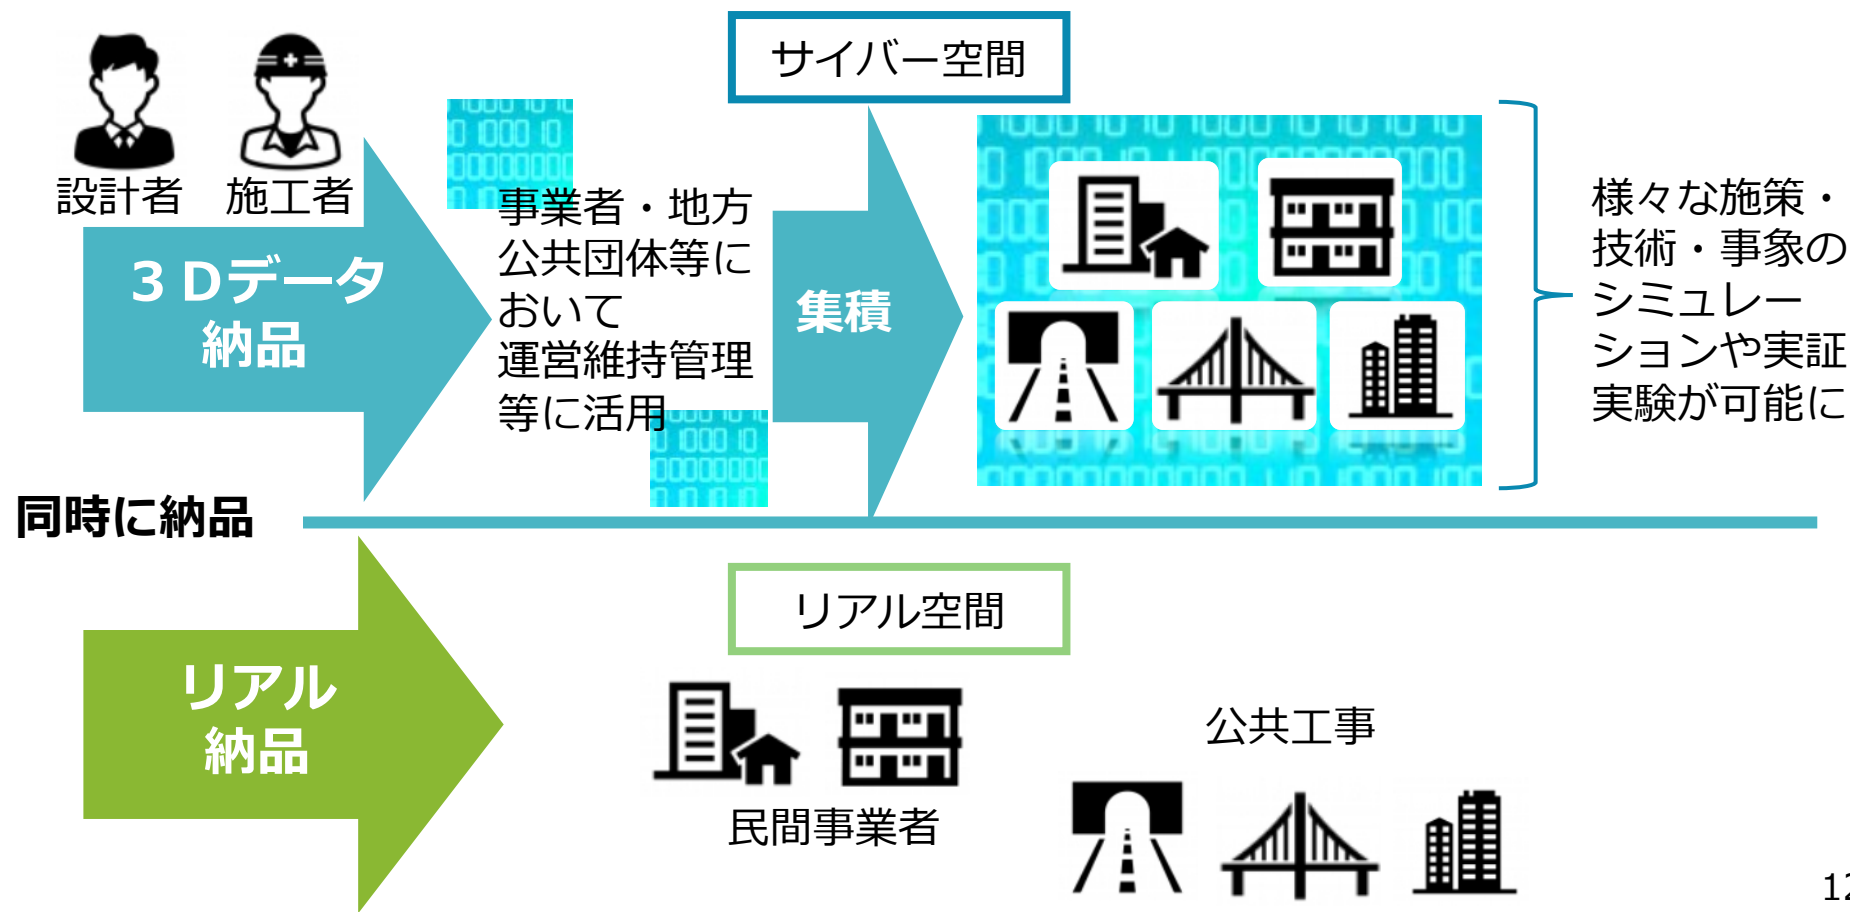 サイバー空間
設計者
施工者
3Dデータ
納品
事業者・地方
公共団体等に
おいて
運営維持管理
等に活用
集積
様々な施策・
技術・事象の
シミュレー
ションや実証
実験が可能に
同時に納品
リアル空間
リアル
納品
民間事業者
公共工事